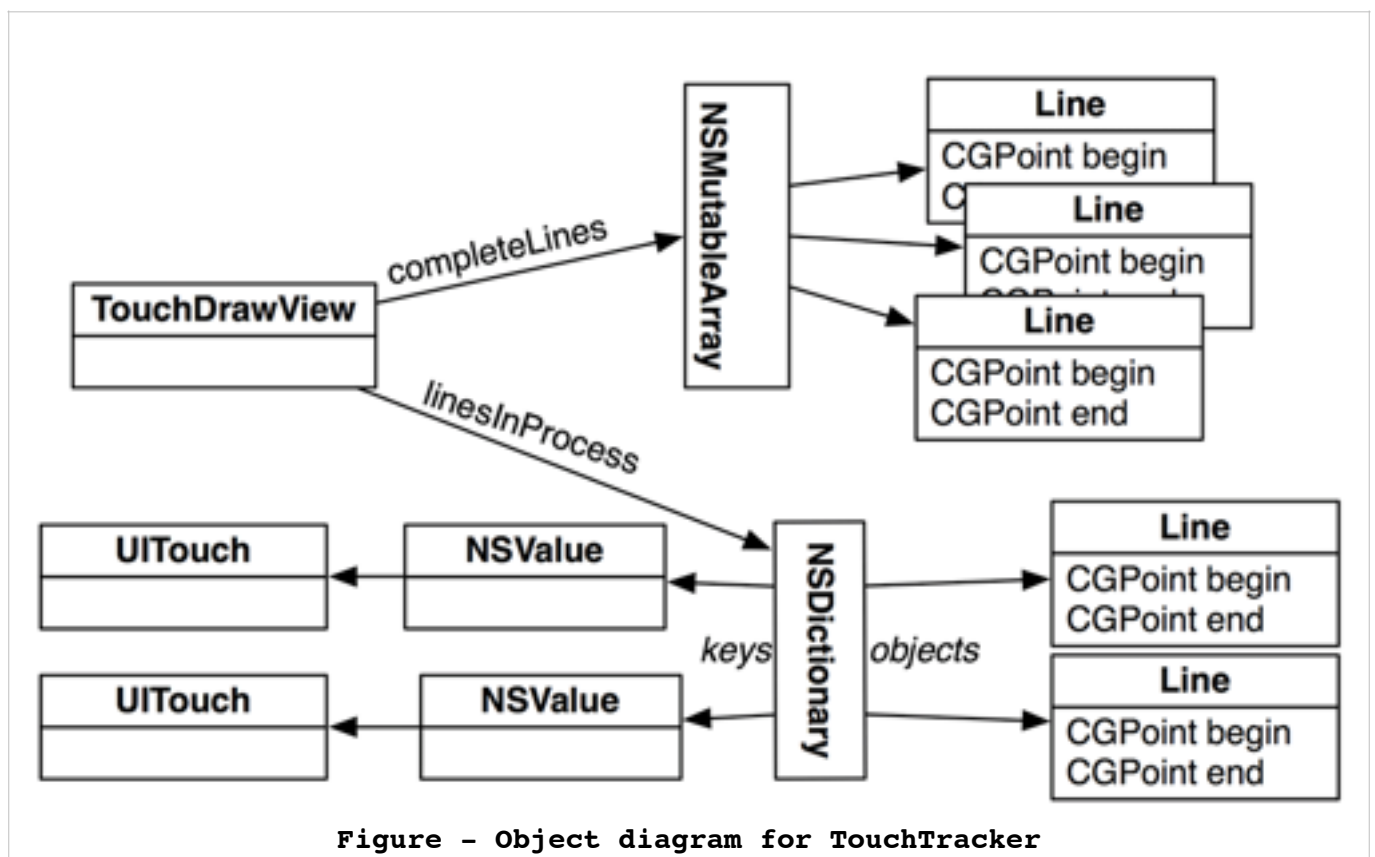 Line
CGPoint begin
C
Line
CGPoint begin
Line
CGPoint begin
CGPoint end
NSMutableArray
completeLines
TouchDrawView
linesInProcess
UITouch
NSValue
UITouch
NSValue
keys
NSDictionary
objects
Line
CGPoint begin
CGPoint end
Line
CGPoint begin
CGPoint end
Figure – Object diagram for TouchTracker